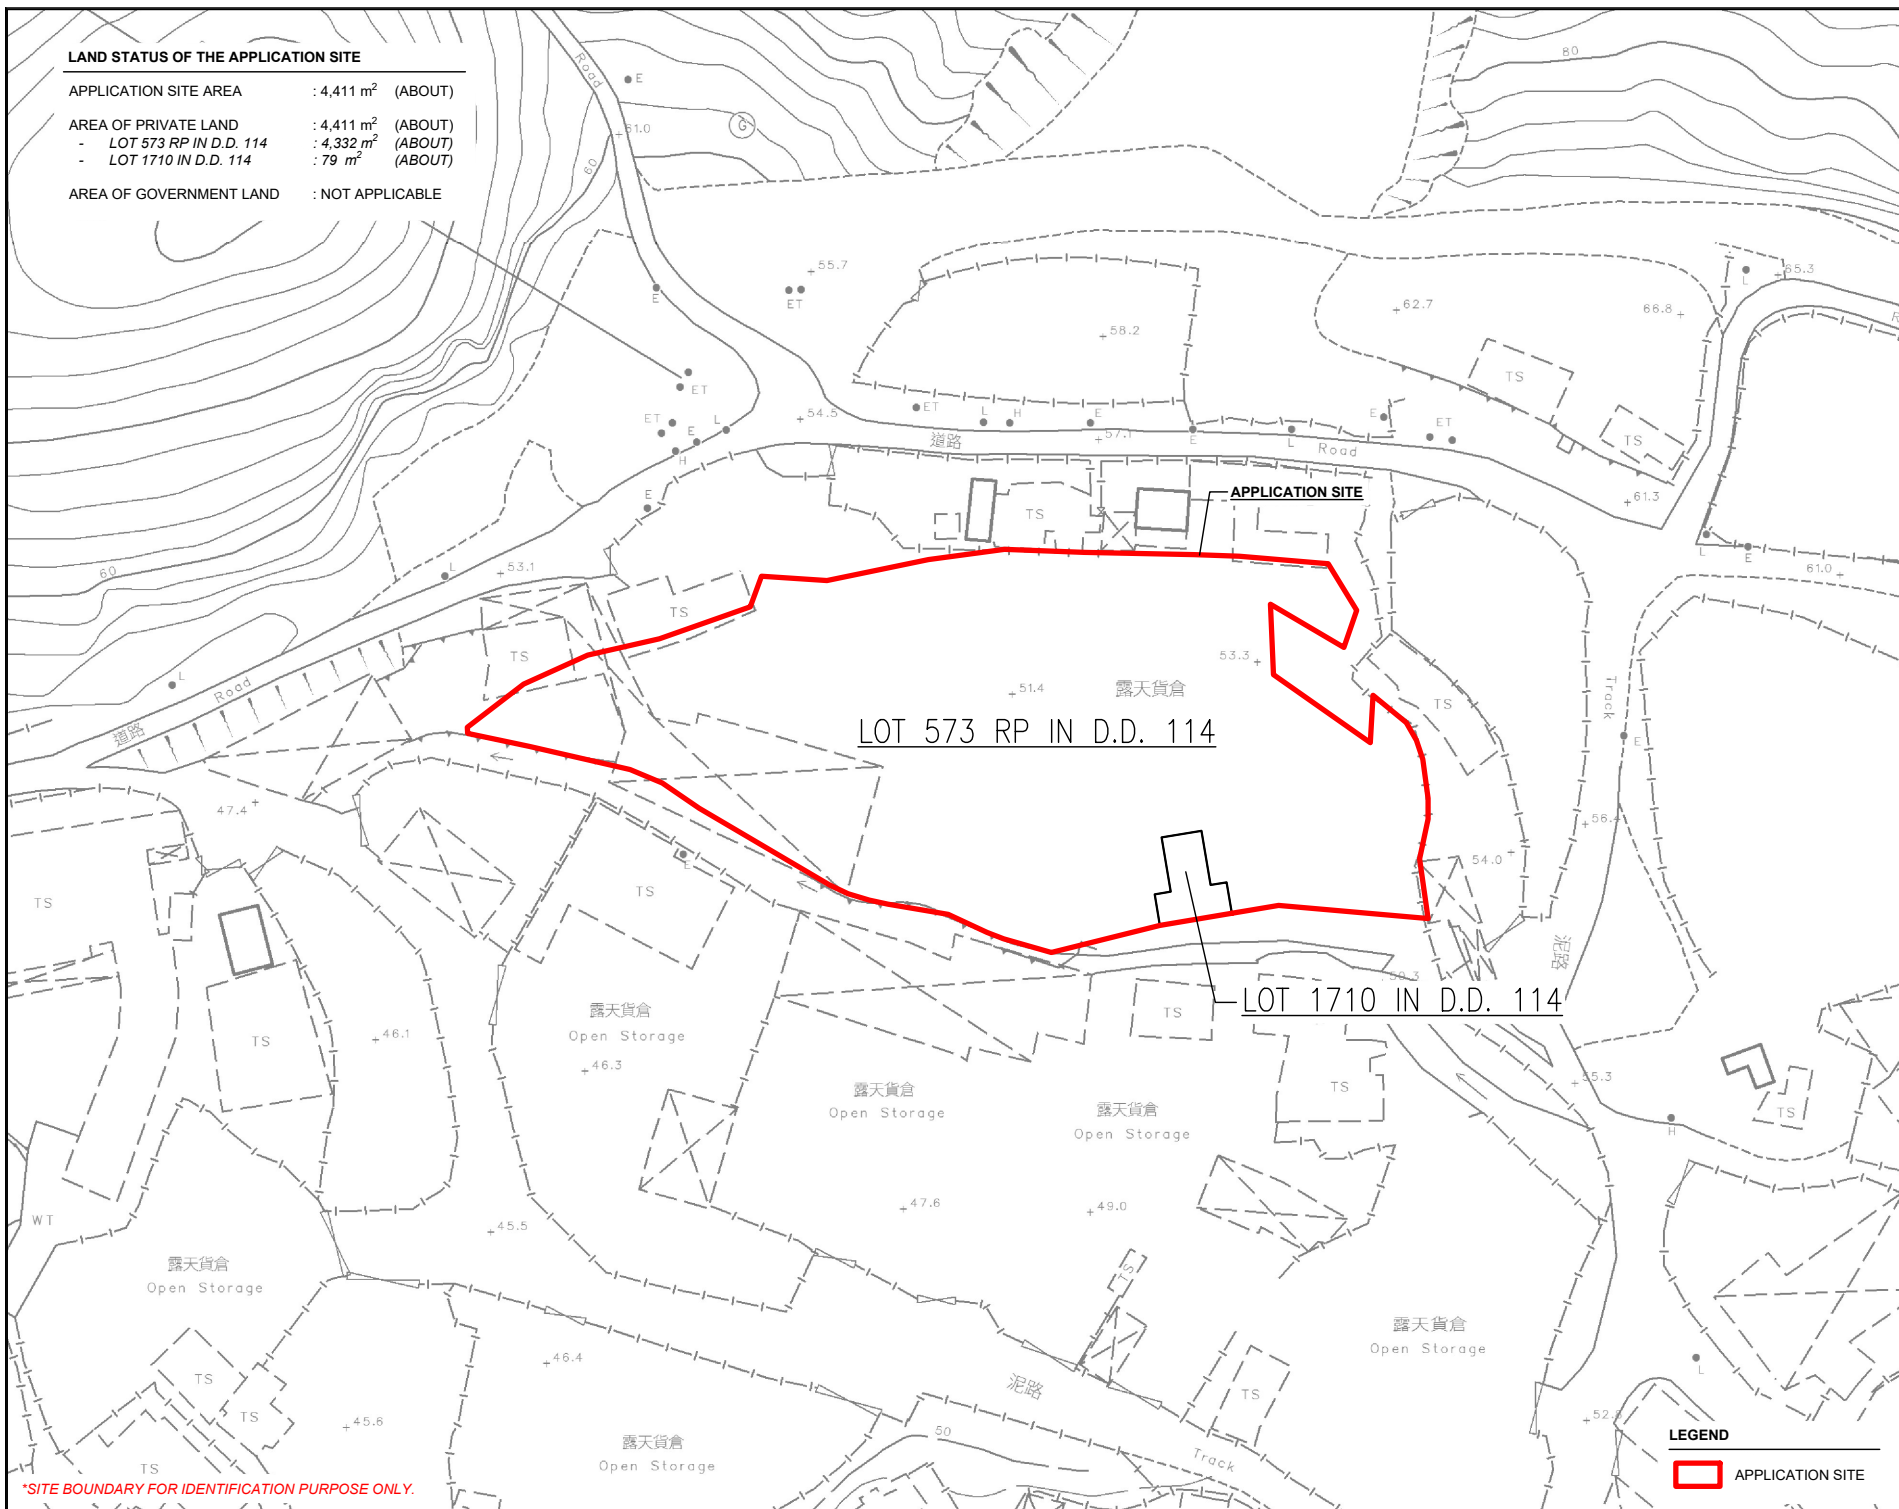 LAND STATUS OF THE APPLICATION SITE
APPLICATION SITE AREA : 4,411 m² (ABOUT)
AREA OF PRIVATE LAND : 4,411 m² (ABOUT)
- LOT 573 RP IN D.D. 114 : 4,332 m² (ABOUT)
- LOT 1710 IN D.D. 114 : 79 m² (ABOUT)
AREA OF GOVERNMENT LAND : NOT APPLICABLE
Road
E
61.0
G
60
80
55.7
ET
E
58.2
62.7
66.8
65.3
L
TS
TS
ET
ET
E
L
H
54.5
ET
L
H
E
57.1
E
L
E
ET
道路
Road
61.3
L
E
61.0
APPLICATION SITE
TS
E
60
L
53.1
TS
TS
L
Road
道路
53.3
51.4
露天貨倉
LOT 573 RP IN D.D. 114
TS
Track
E
47.4
E
TS
56.4
54.0
TS
泥路
50.3
LOT 1710 IN D.D. 114
TS
露天貨倉
Open Storage
46.1
TS
46.3
露天貨倉
Open Storage
露天貨倉
Open Storage
TS
55.3
TS
H
WT
45.5
47.6
49.0
露天貨倉
Open Storage
TS
露天貨倉
Open Storage
46.4
TS
TS
45.6
泥路
TS
L
52.8
露天貨倉
Open Storage
50
Track
TS
LEGEND
APPLICATION SITE
*SITE BOUNDARY FOR IDENTIFICATION PURPOSE ONLY.